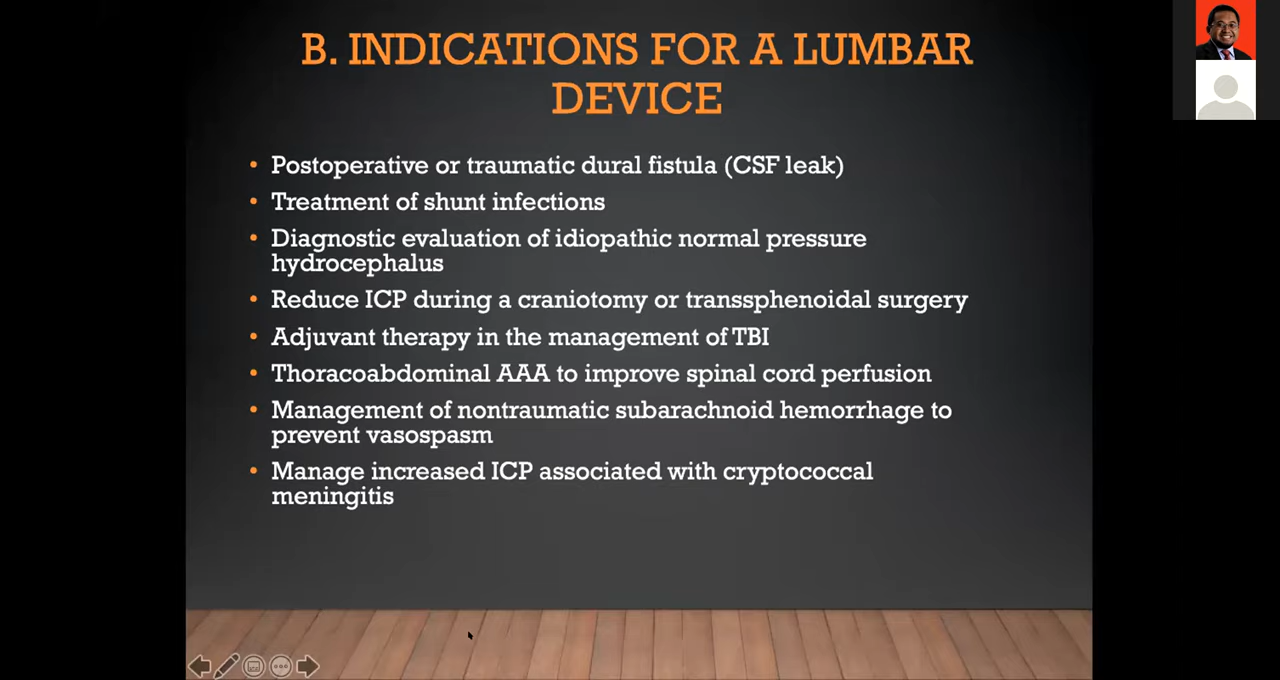 B. INDICATIONS FOR A LUMBAR
DEVICE
• Postoperative or traumatic dural fistula (CSF leak)
• Treatment of shunt infections
• Diagnostic evaluation of idiopathic normal pressure
hydrocephalus
• Reduce ICP during a craniotomy or transsphenoidal surgery
• Adjuvant therapy in the management of TBI
• Thoracoabdominal AAA to improve spinal cord perfusion
• Management of nontraumatic subarachnoid hemorrhage to
prevent vasospasm
• Manage increased ICP associated with cryptococcal
meningitis